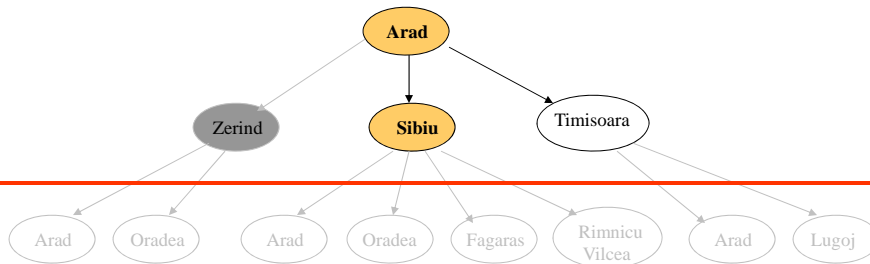 Arad
Zerind
Sibiu
Timisoara
Arad
Oradea
Arad
Oradea
Fagaras
Rimnicu
Vilcea
Arad
Lugoj